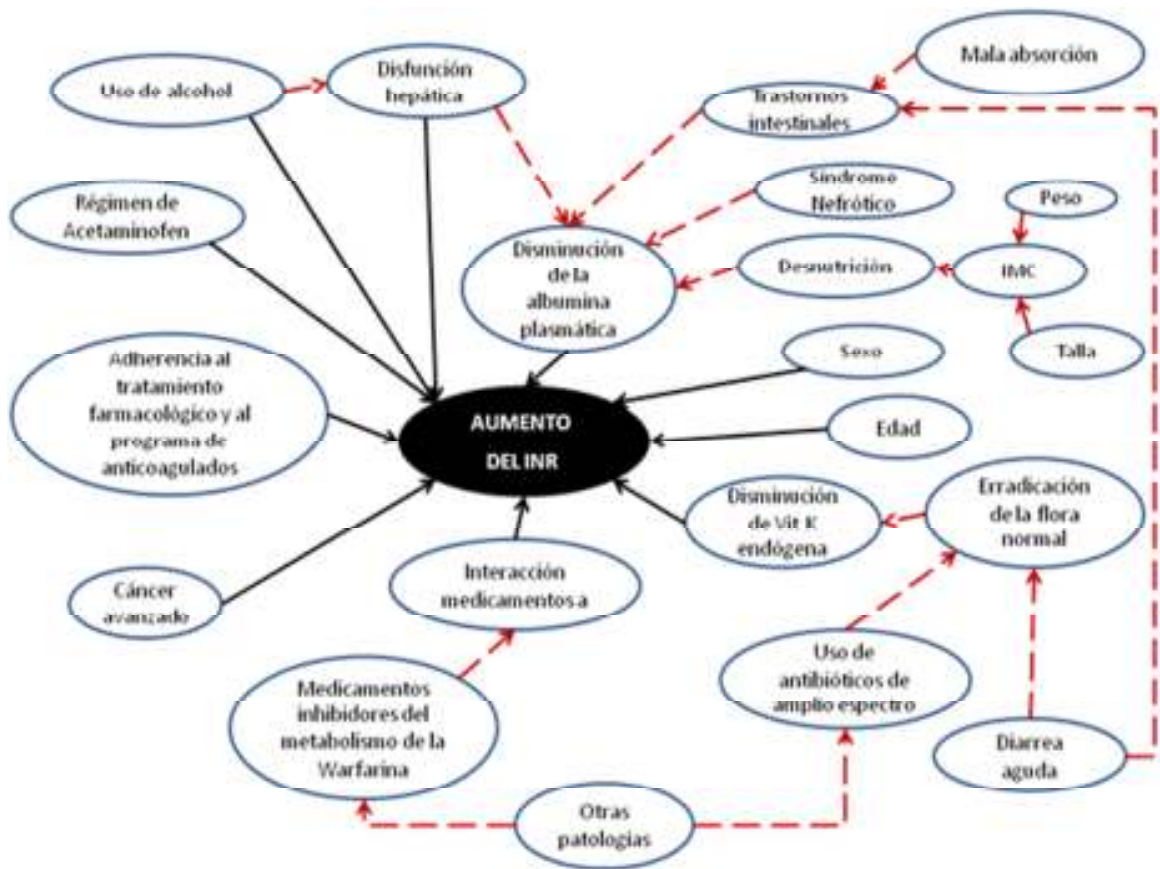 Mala absorción
Disfunción
hepática
Uso de alcohol
Trastornos
intestinales
Síndrome
Nefrótico
Peso
Régimen de
Acetaminofen
Disminución
de la
albumina
plasmática
Desnutrición
IMC
Sexo
Talla
Adherencia al
tratamiento
farmacológico y al
programa de
anticoagulados
AUMENTO
DEL INR
Edad
Disminución
de Vit K
endógena
Erradicación
de la flora
normal
Interacción
medicamentos a
Cáncer
avanzado
Uso de
antibióticos de
amplio espectro
Medicamentos
inhibidores del
metabolismo de la
Warfarina
Diarrea
aguda
Otras
patologías